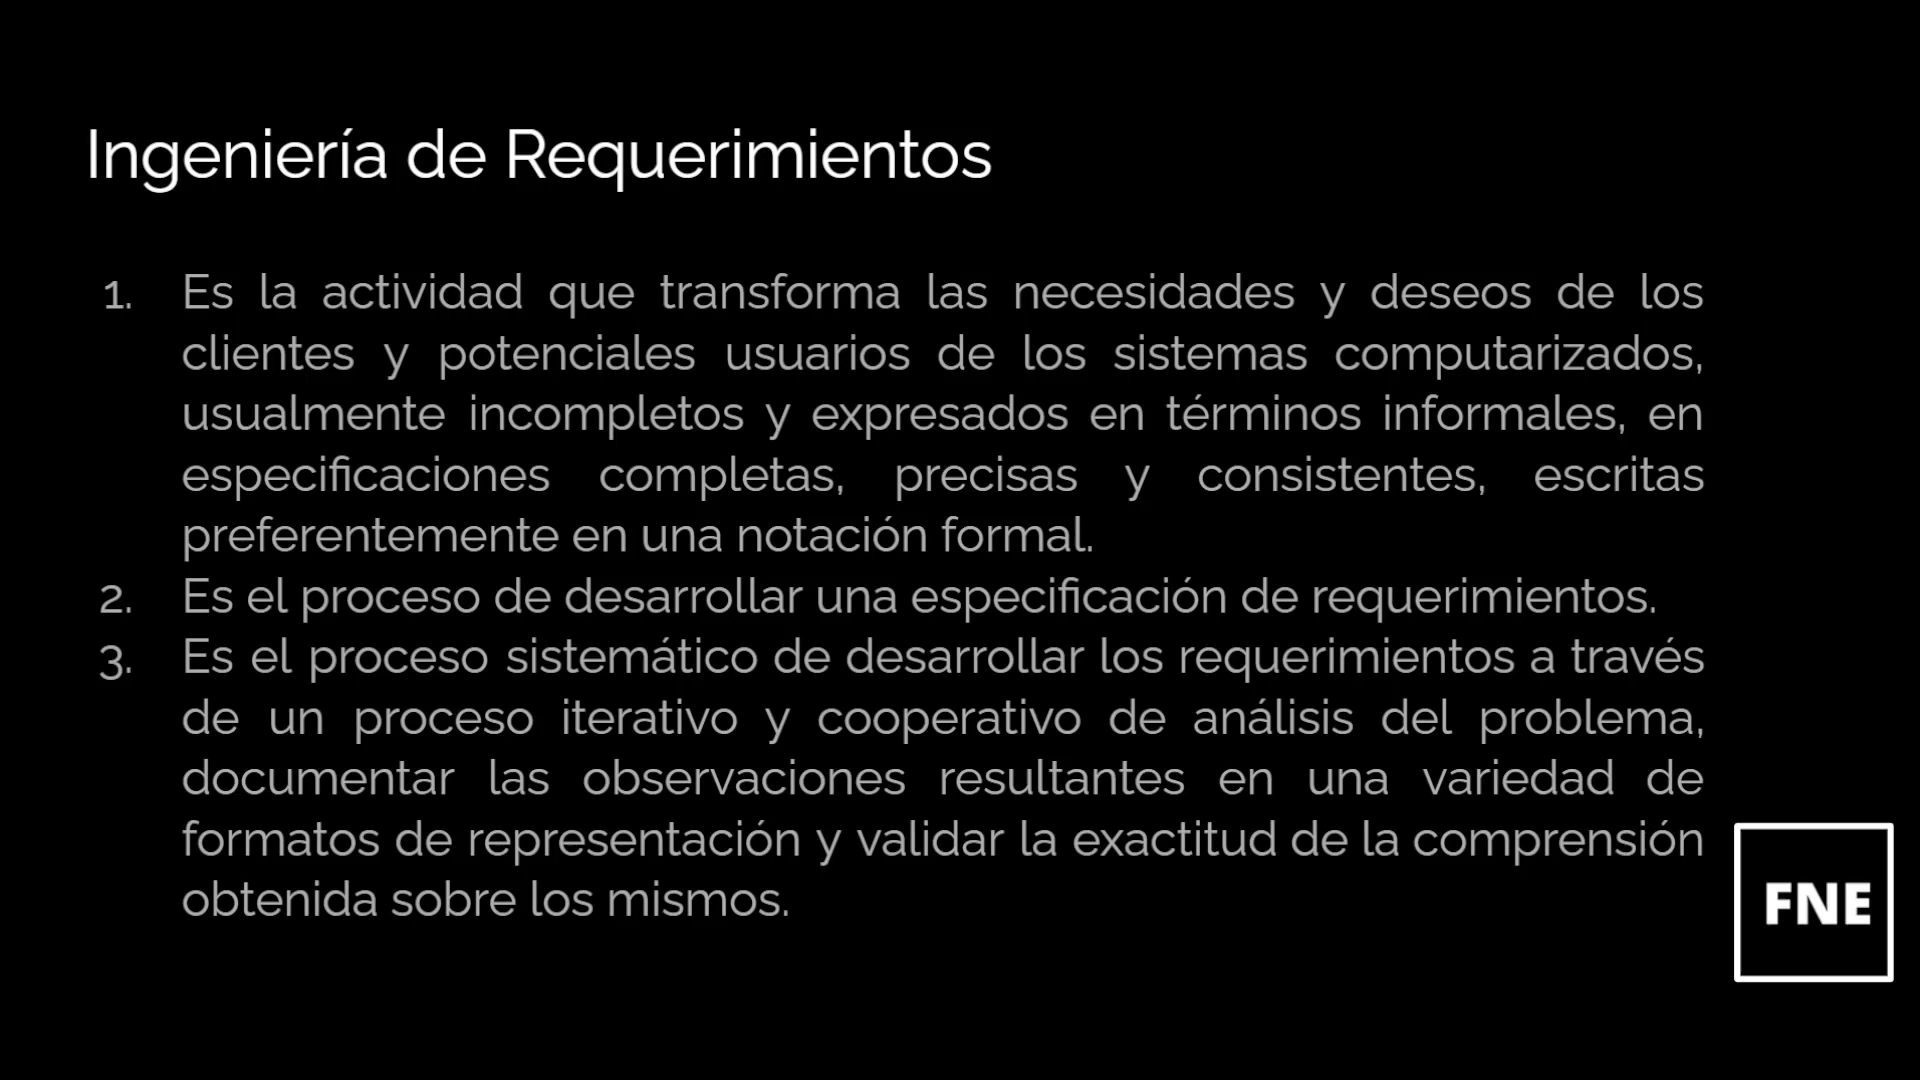 Ingeniería de Requerimientos
1. Es la actividad que transforma las necesidades y deseos de los
clientes y potenciales usuarios de los sistemas computarizados,
usualmente incompletos y expresados en términos informales, en
especificaciones completas, precisas y consistentes, escritas
preferentemente en una notación formal.
2. Es el proceso de desarrollar una especificación de requerimientos.
3. Es el proceso sistemático de desarrollar los requerimientos a través
de un proceso iterativo y cooperativo de análisis del problema,
documentar las observaciones resultantes en una variedad de
formatos de representación y validar la exactitud de la comprensión
obtenida sobre los mismos.
FNE